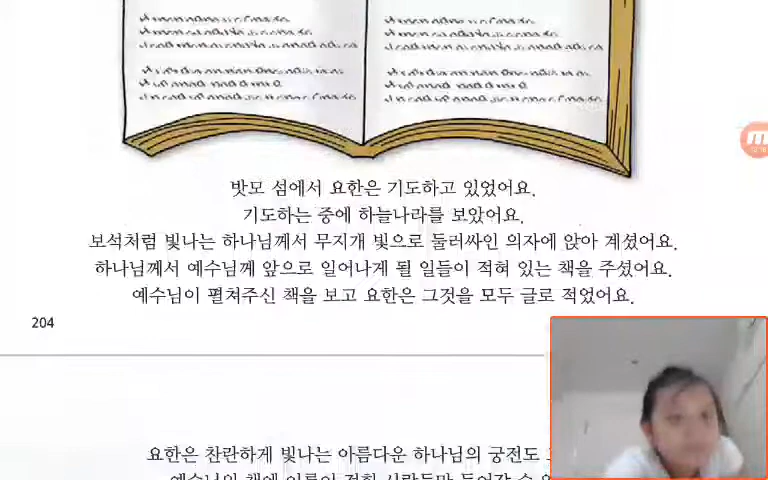 밧모 섬에서 요한은 기도하고 있었어요.
기도하는 중에 하늘나라를 보았어요.
보석처럼 빛나는 하나님께서 무지개 빛으로 둘러싸인 의자에 앉아 계셨어요.
하나님께서 예수님께 앞으로 일어나게 될 일들이 적혀 있는 책을 주셨어요.
예수님이 펼쳐주신 책을 보고 요한은 그것을 모두 글로 적었어요.
204
요한은 찬란하게 빛나는 아름다운 하나님의 궁전도